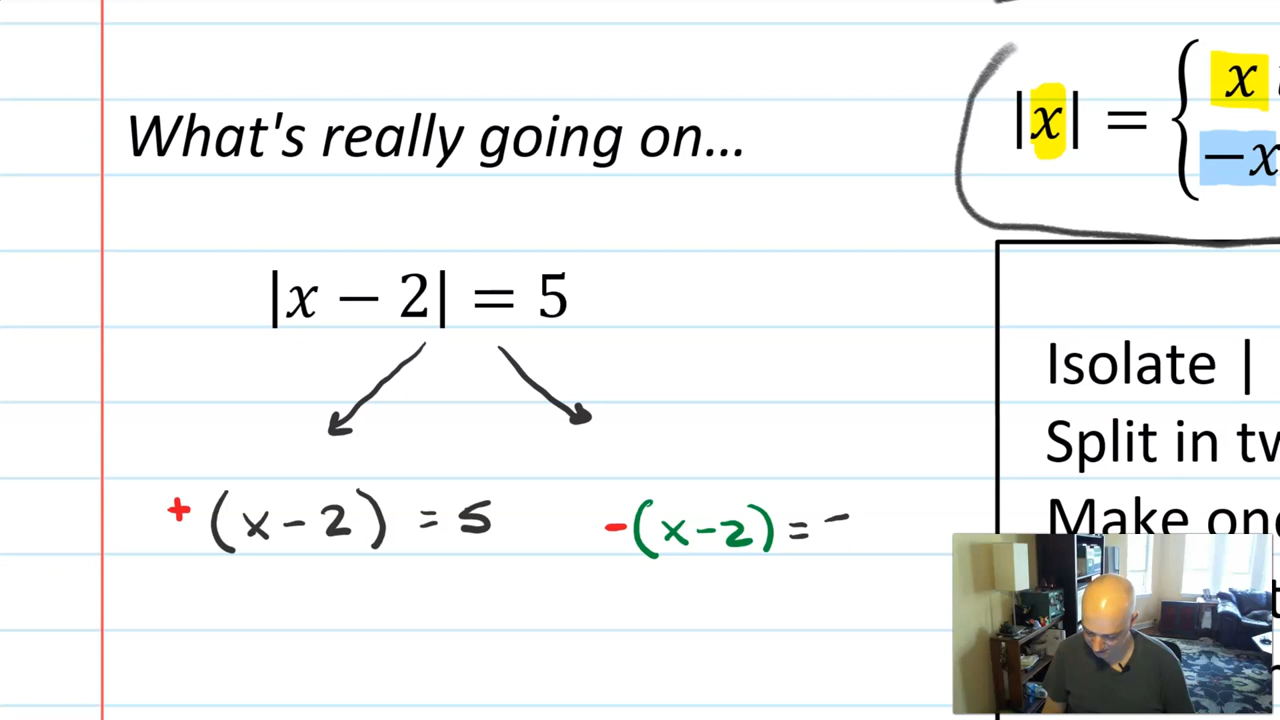 What's really going on...
|x| = { x
−x
|x − 2| = 5
+ (x-2) = 5
-(x-2) = -
Isolate |
Split in tw
Make one